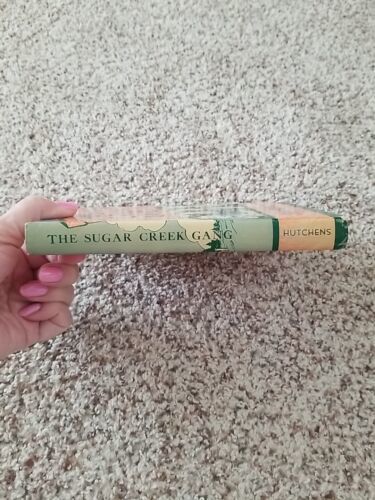 THE SUGAR CREEK GANG
HUTCHENS